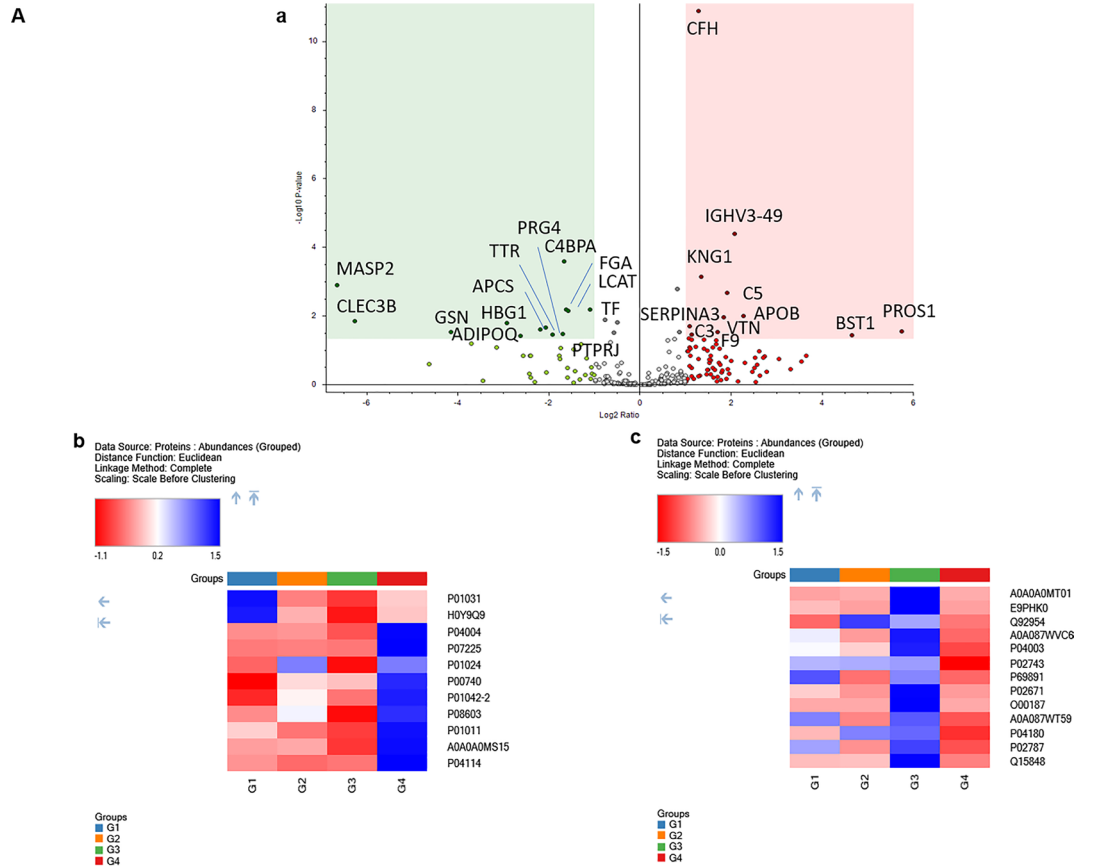 A
a
10
8
6
4
2
0
-Log10 P-value
-6
-4
-2
0
2
4
6
Log2 Ratio
CFH
IGHV3-49
KNG1
C5
SERPINA3
APOB
C3
VTN
F9
BST1
PROS1
PRG4
C4BPA
TTR
FGA
APCS
LCAT
MASP2
CLEC3B
GSN
HBG1
ADIPOQ
TF
PTPRJ
b
Data Source: Proteins : Abundances (Grouped)
Distance Function: Euclidean
Linkage Method: Complete
Scaling: Scale Before Clustering
-1.1 0.2 1.5
Groups
P01031
H0Y9Q9
P04004
P07225
P01024
P00740
P01042-2
P08603
P01011
A0A0A0MS15
P04114
G1 G2 G3 G4
Groups
G1
G2
G3
G4
c
Data Source: Proteins : Abundances (Grouped)
Distance Function: Euclidean
Linkage Method: Complete
Scaling: Scale Before Clustering
-1.5 0.0 1.5
Groups
A0A0A0MT01
E9PHK0
Q92954
A0A087WVC6
P04003
P02743
P69891
P02671
O00187
A0A087WT59
P04180
P02787
Q15848
G1 G2 G3 G4
Groups
G1
G2
G3
G4